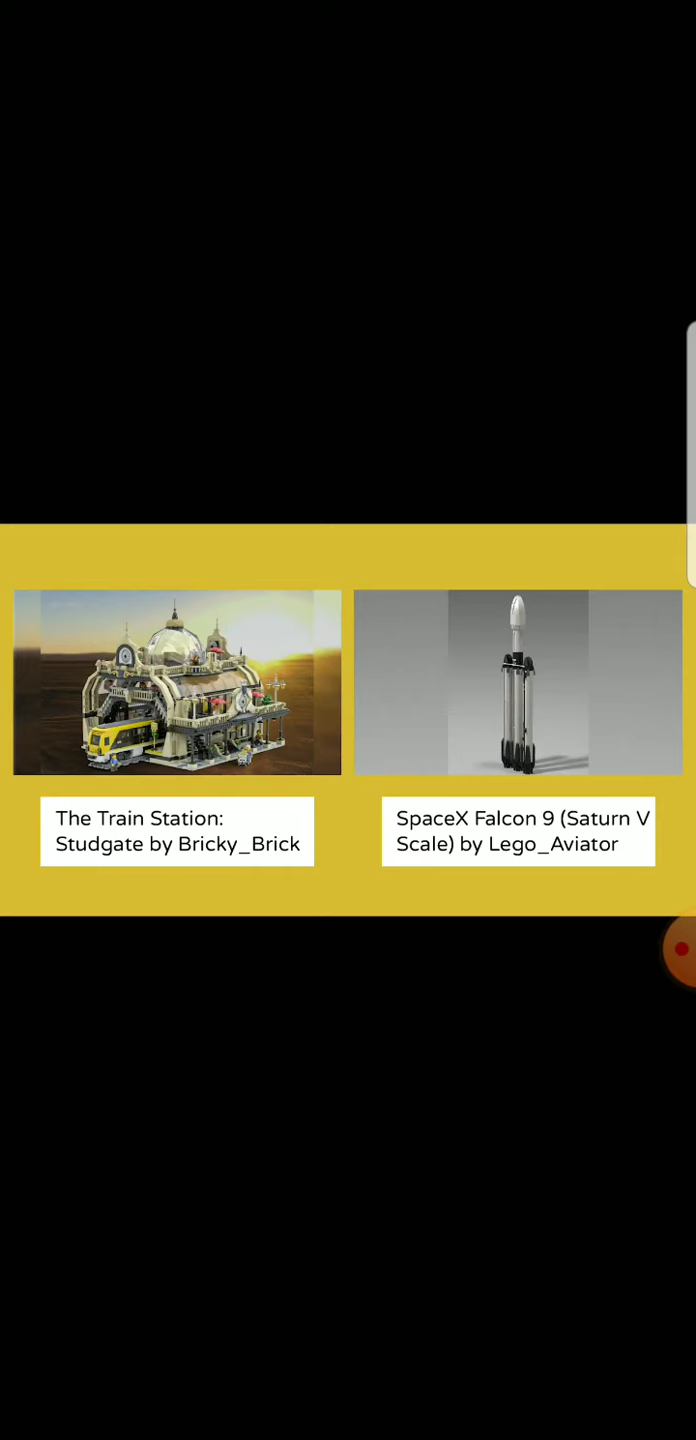 The Train Station:
Studgate by Bricky_Brick
SpaceX Falcon 9 (Saturn V
Scale) by Lego_Aviator